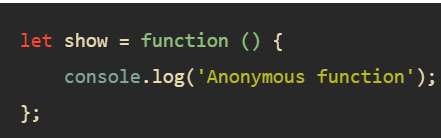 let show = function () {
    console.log('Anonymous function');
};